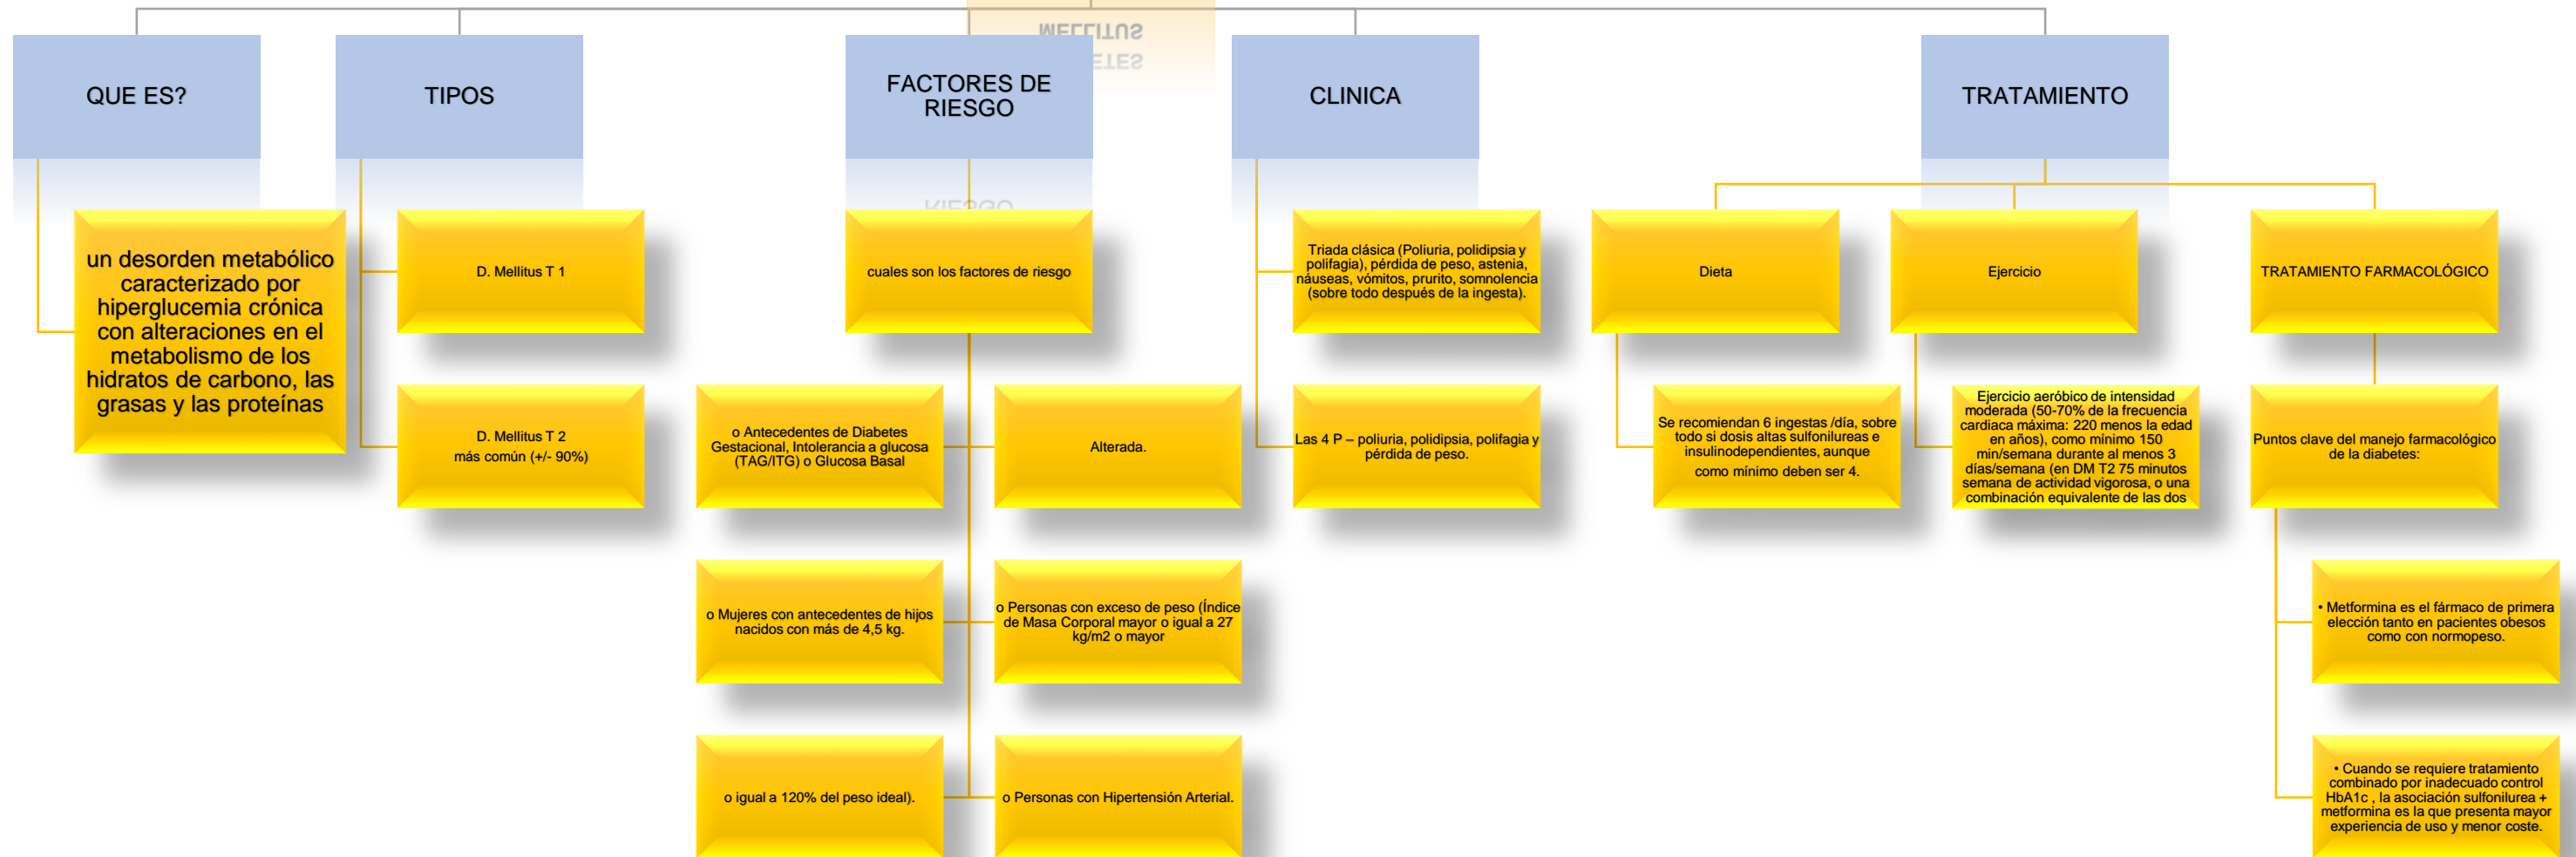 MELLITUS
ETES
QUE ES?
TIPOS
FACTORES DE
RIESGO
CLINICA
TRATAMIENTO
RIESGO
un desorden metabólico
caracterizado por
hiperglucemia crónica
con alteraciones en el
metabolismo de los
hidratos de carbono, las
grasas y las proteínas
D. Mellitus T 1
D. Mellitus T 2
más común (+/- 90%)
cuales son los factores de riesgo
o Antecedentes de Diabetes
Gestacional, Intolerancia a glucosa
(TAG/ITG) o Glucosa Basal
Alterada.
o Mujeres con antecedentes de hijos
nacidos con más de 4,5 kg.
o Personas con exceso de peso (Índice
de Masa Corporal mayor o igual a 27
kg/m2 o mayor
o igual a 120% del peso ideal).
o Personas con Hipertensión Arterial.
Triada clásica (Poliuria, polidipsia y
polifagia), pérdida de peso, astenia,
náuseas, vómitos, prurito, somnolencia
(sobre todo después de la ingesta).
Las 4 P – poliuria, polidipsia, polifagia y
pérdida de peso.
Dieta
Se recomiendan 6 ingestas /día, sobre
todo si dosis altas sulfonilureas e
insulinodependientes, aunque
como mínimo deben ser 4.
Ejercicio
Ejercicio aeróbico de intensidad
moderada (50-70% de la frecuencia
cardiaca máxima: 220 menos la edad
en años), como mínimo 150
min/semana durante al menos 3
días/semana (en DM T2 75 minutos
semana de actividad vigorosa, o una
combinación equivalente de las dos
TRATAMIENTO FARMACOLÓGICO
Puntos clave del manejo farmacológico
de la diabetes:
• Metformina es el fármaco de primera
elección tanto en pacientes obesos
como con normopeso.
• Cuando se requiere tratamiento
combinado por inadecuado control
HbA1c , la asociación sulfonilurea +
metformina es la que presenta mayor
experiencia de uso y menor coste.